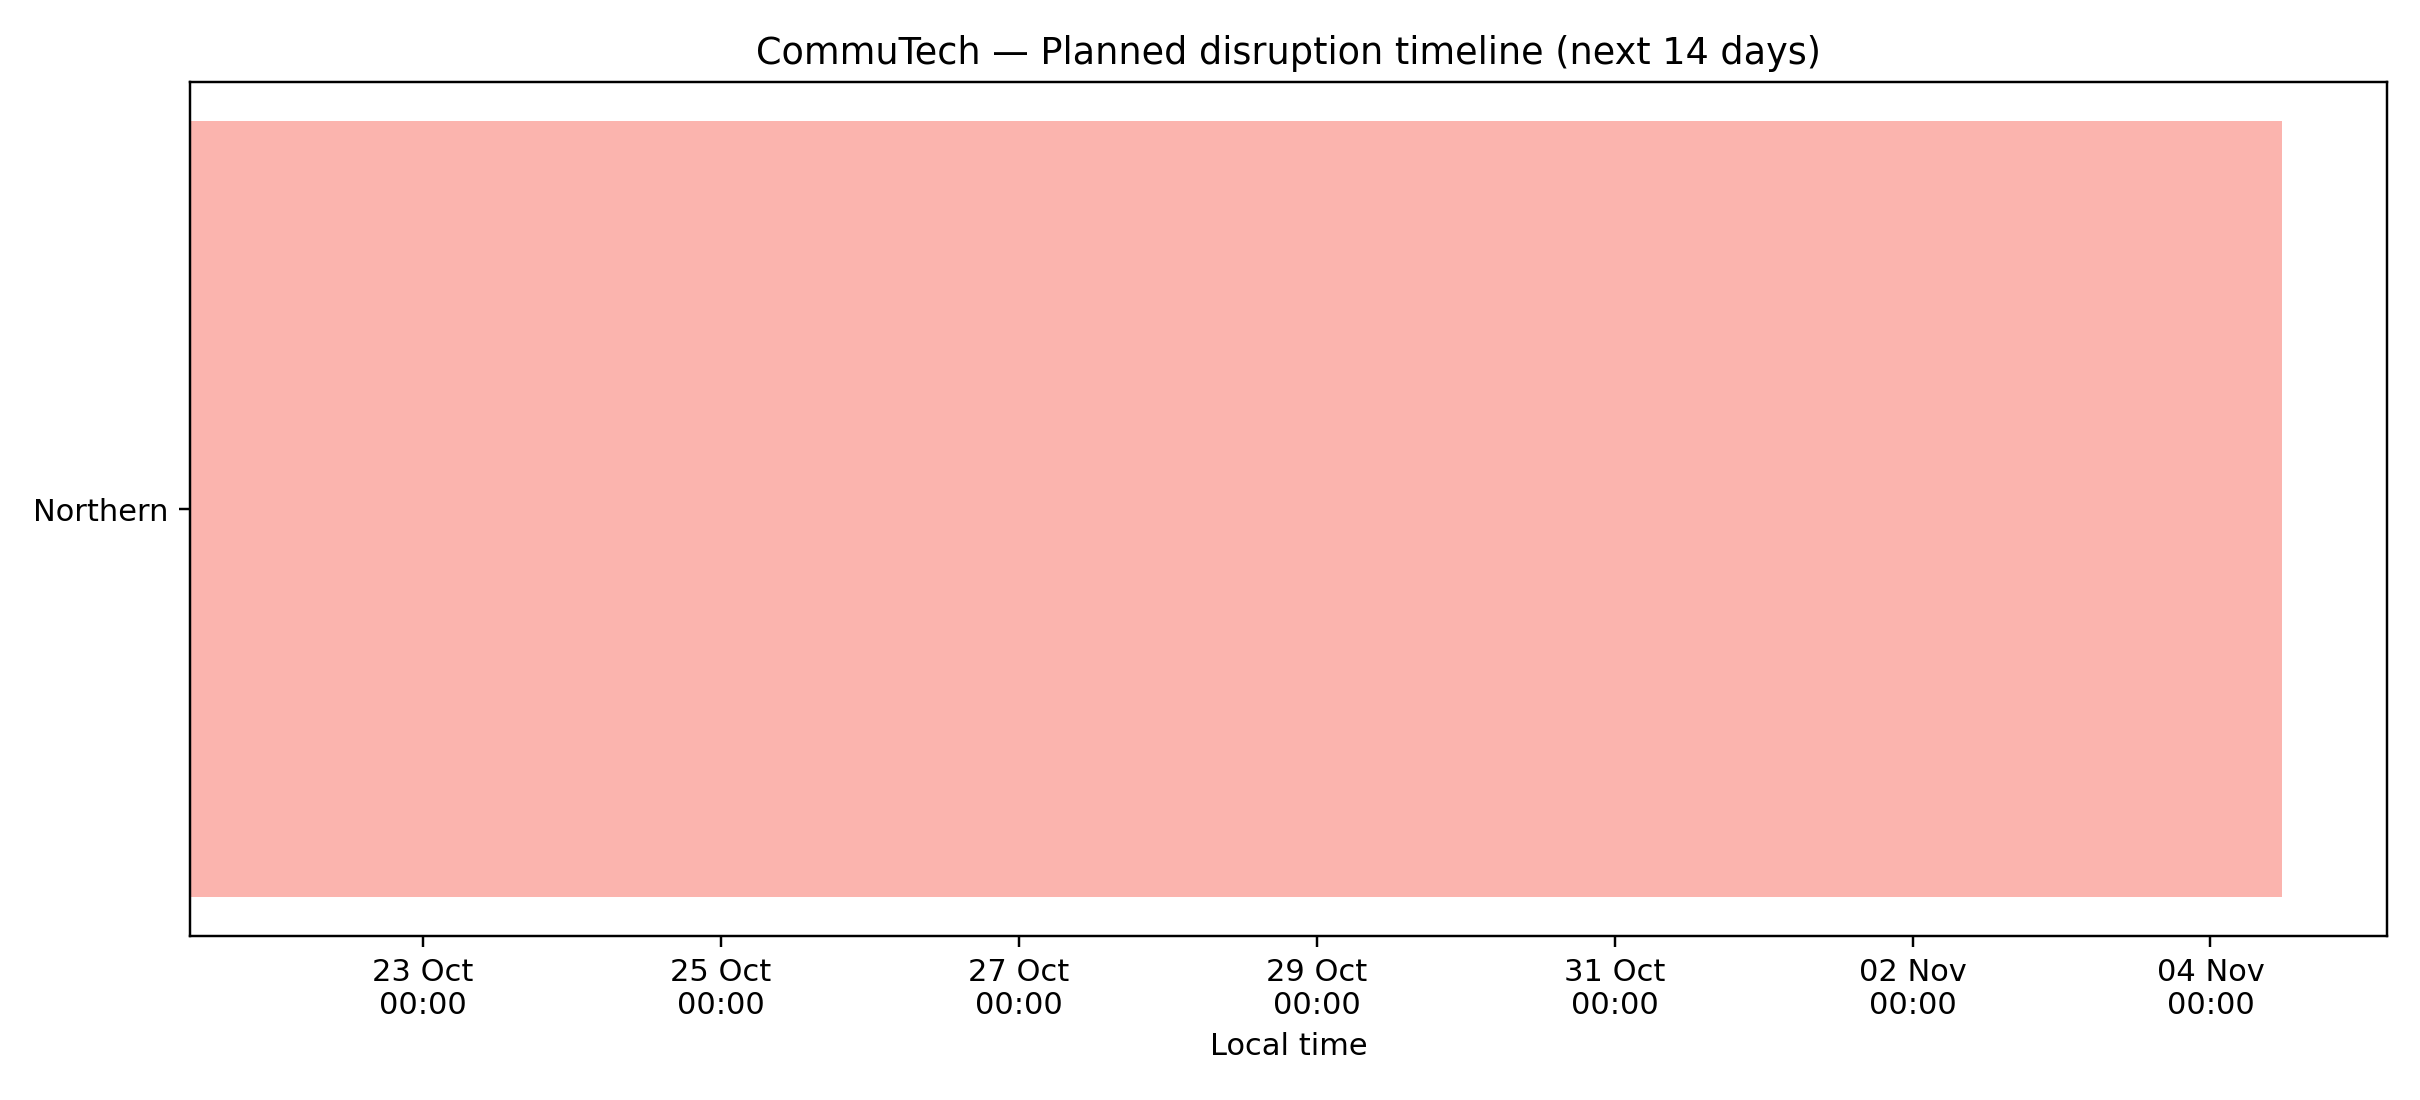 CommuTech — Planned disruption timeline (next 14 days)
Northern
23 Oct 25 Oct 27 Oct 29 Oct 31 Oct 02 Nov 04 Nov
00:00 00:00 00:00 00:00 00:00 00:00 00:00
Local time